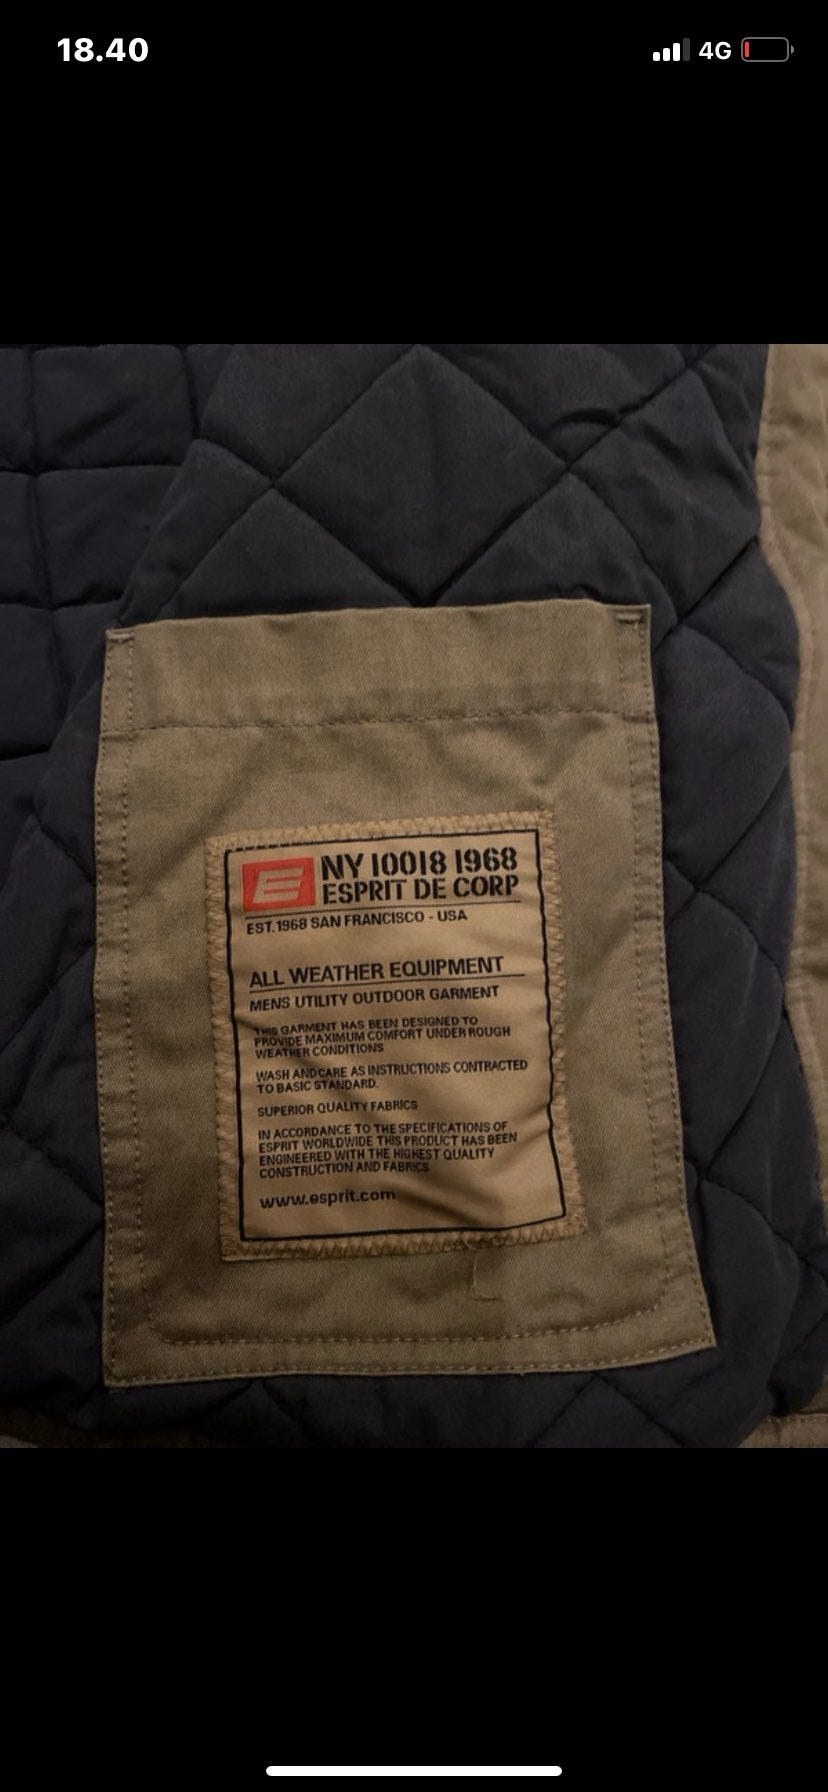 18.40
4G
E NY 10018 1968
ESPRIT DE CORP
EST. 1968 SAN FRANCISCO - USA
ALL WEATHER EQUIPMENT
MENS UTILITY OUTDOOR GARMENT
THIS GARMENT HAS BEEN DESIGNED TO
PROVIDE MAXIMUM COMFORT UNDER ROUGH
WEATHER CONDITIONS
WASH AND CARE AS INSTRUCTIONS CONTRACTED
TO BASIC STANDARD.
SUPERIOR QUALITY FABRICS
IN ACCORDANCE TO THE SPECIFICATIONS OF
ESPRIT WORLDWIDE THIS PRODUCT HAS BEEN
ENGINEERED WITH THE HIGHEST QUALITY
CONSTRUCTION AND FABRICS
www.esprit.com